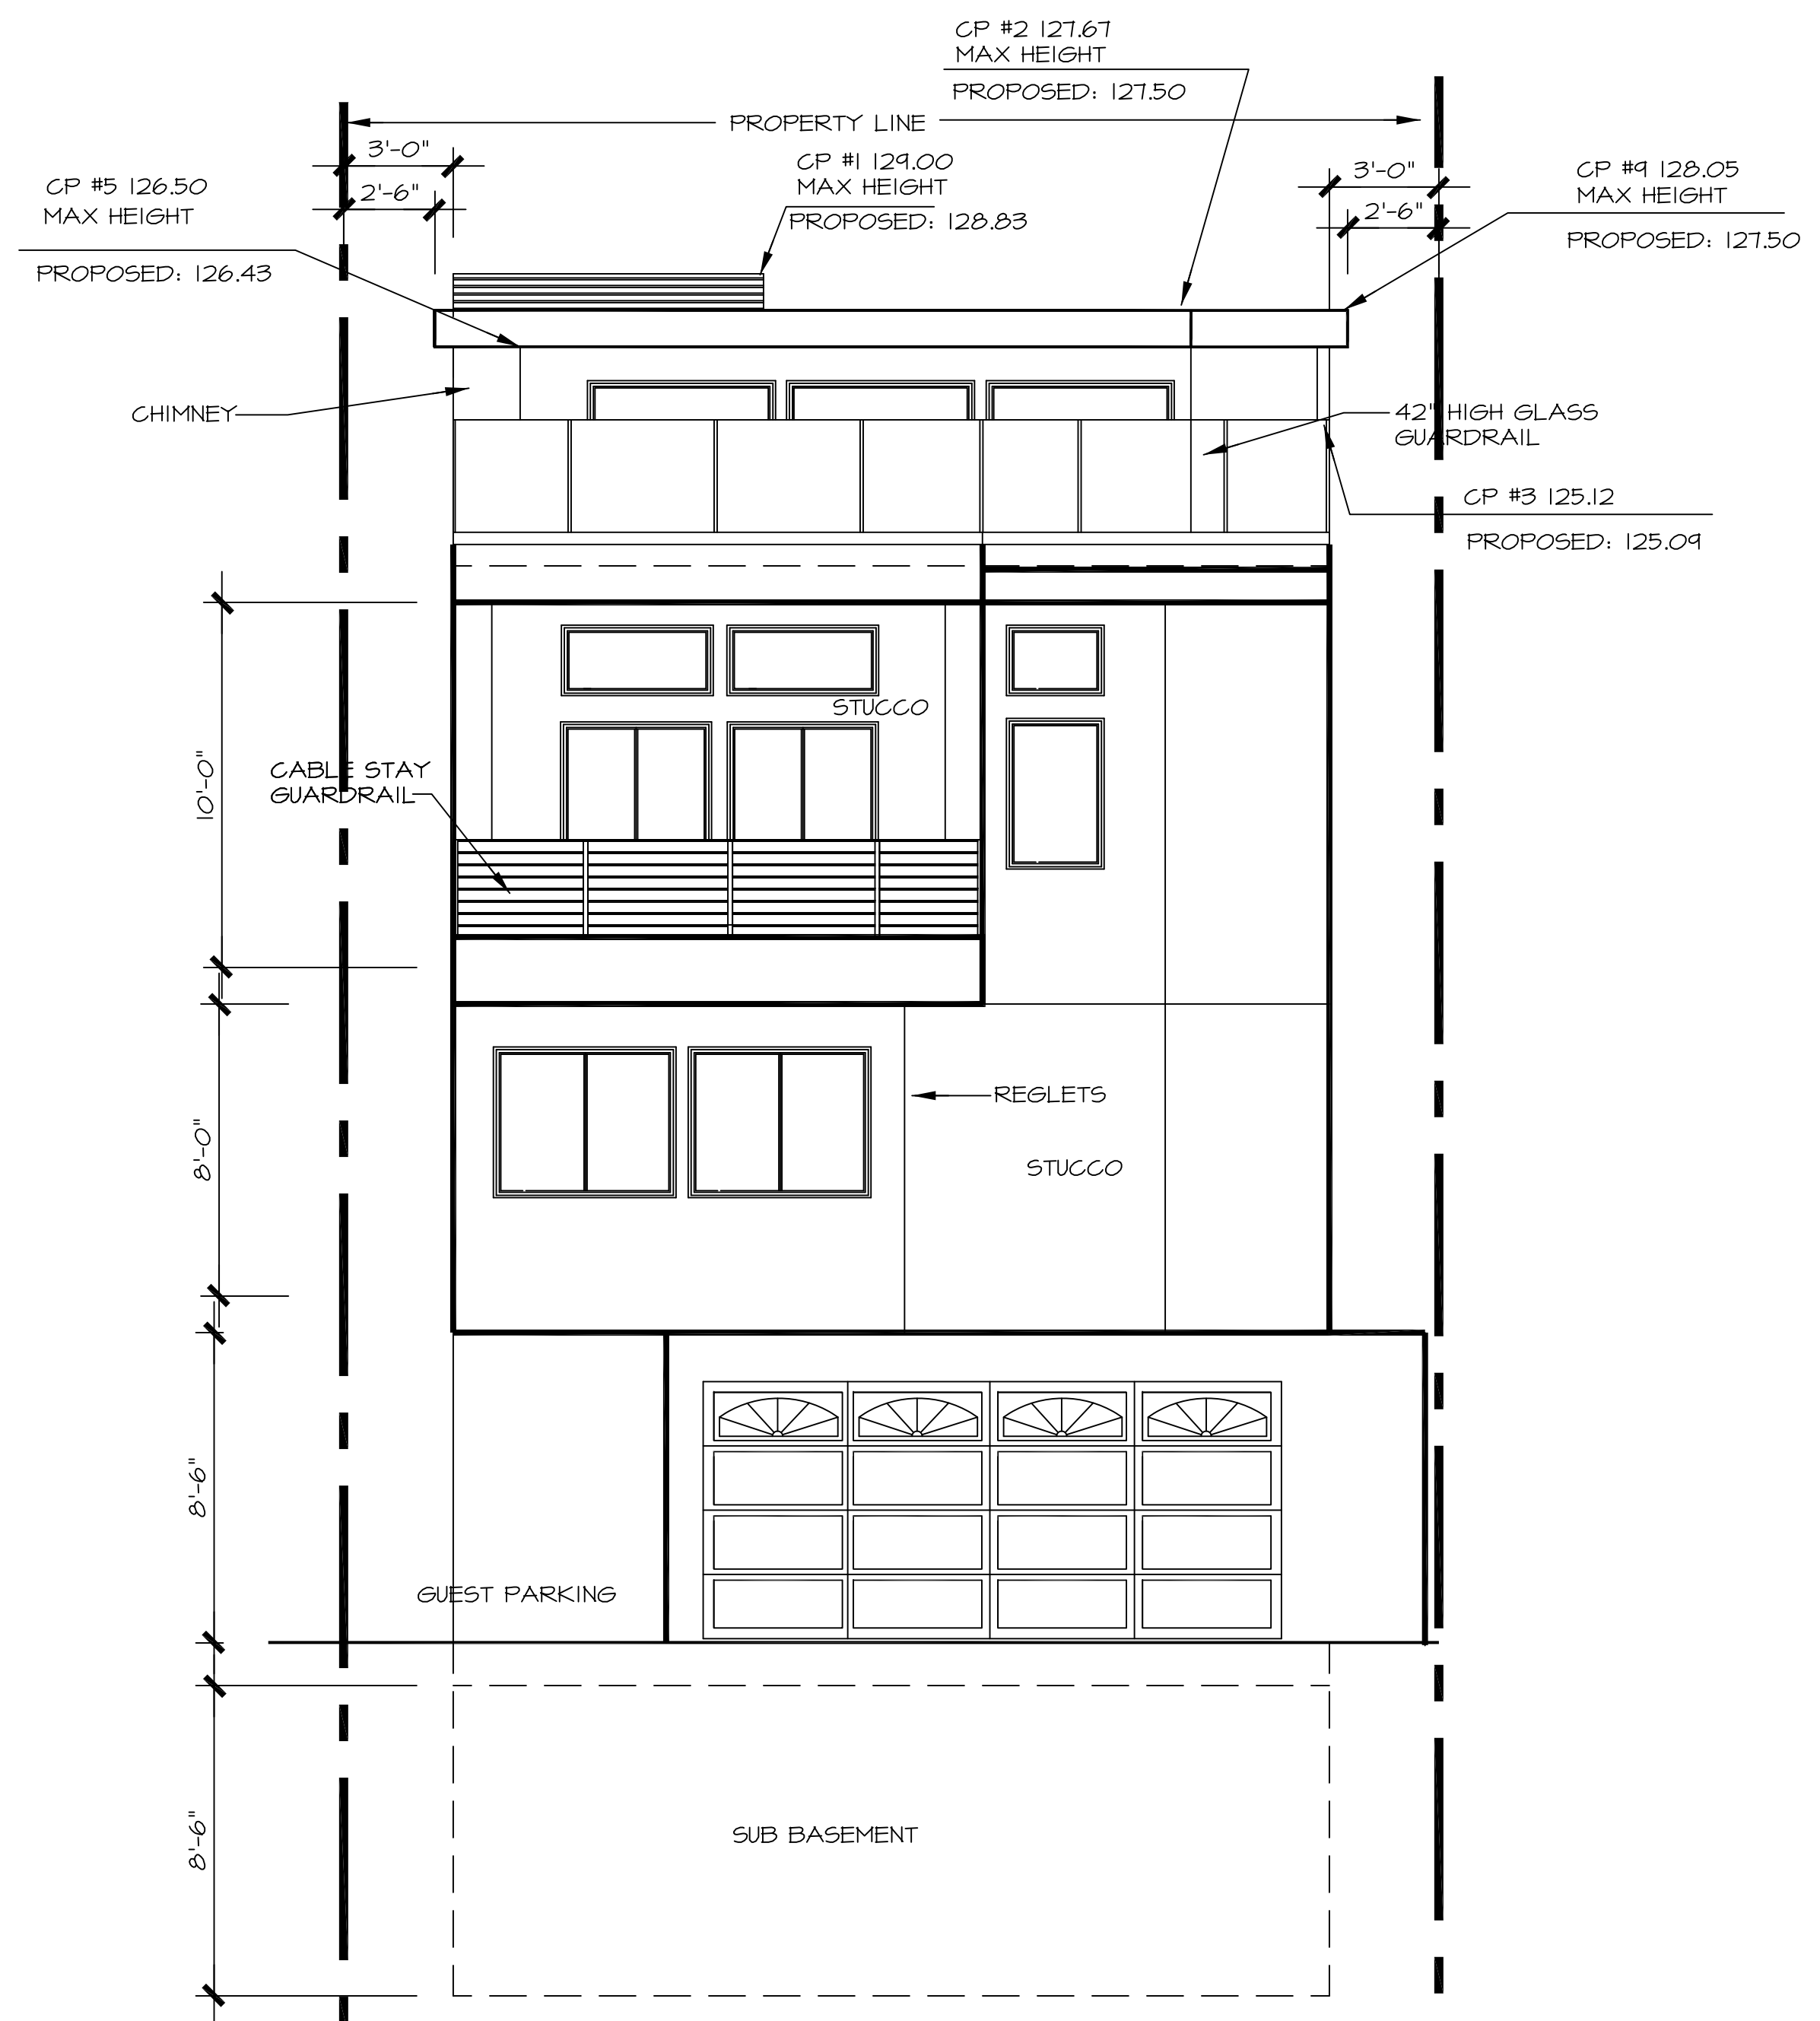 CP #2 127.67
MAX HEIGHT
PROPOSED: 127.50
PROPERTY LINE
3'-0"
2'-6"
CP #1 129.00
MAX HEIGHT
PROPOSED: 128.83
3'-0"
2'-6"
CP #9 128.05
MAX HEIGHT
PROPOSED: 127.50
CP #5 126.50
MAX HEIGHT
PROPOSED: 126.43
CHIMNEY
42" HIGH GLASS
GUARDRAIL
CP #3 125.12
PROPOSED: 125.09
STUCCO
10'-0"
CABLE STAY
GUARDRAIL
REGLETS
8'-0"
STUCCO
8'-6"
GUEST PARKING
8'-6"
SUB BASEMENT